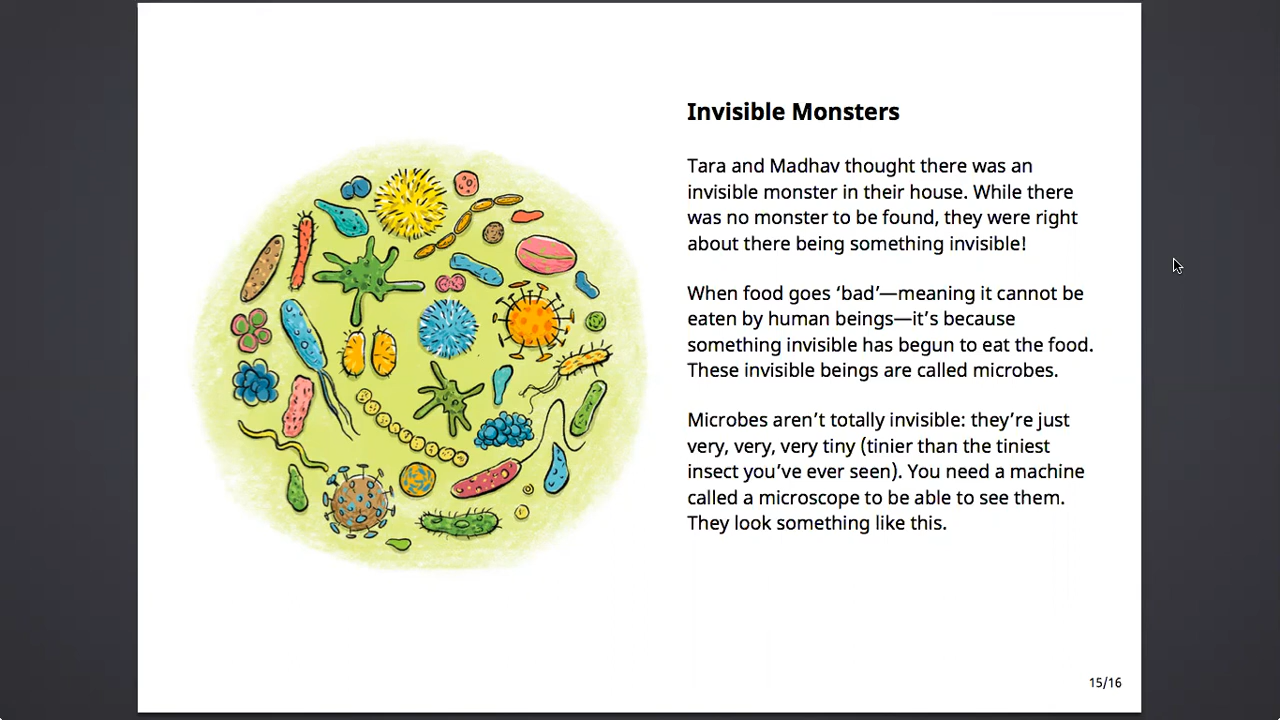 Invisible Monsters
Tara and Madhav thought there was an
invisible monster in their house. While there
was no monster to be found, they were right
about there being something invisible!
When food goes ‘bad’—meaning it cannot be
eaten by human beings—it’s because
something invisible has begun to eat the food.
These invisible beings are called microbes.
Microbes aren’t totally invisible: they’re just
very, very, very tiny (tinier than the tiniest
insect you’ve ever seen). You need a machine
called a microscope to be able to see them.
They look something like this.
15/16